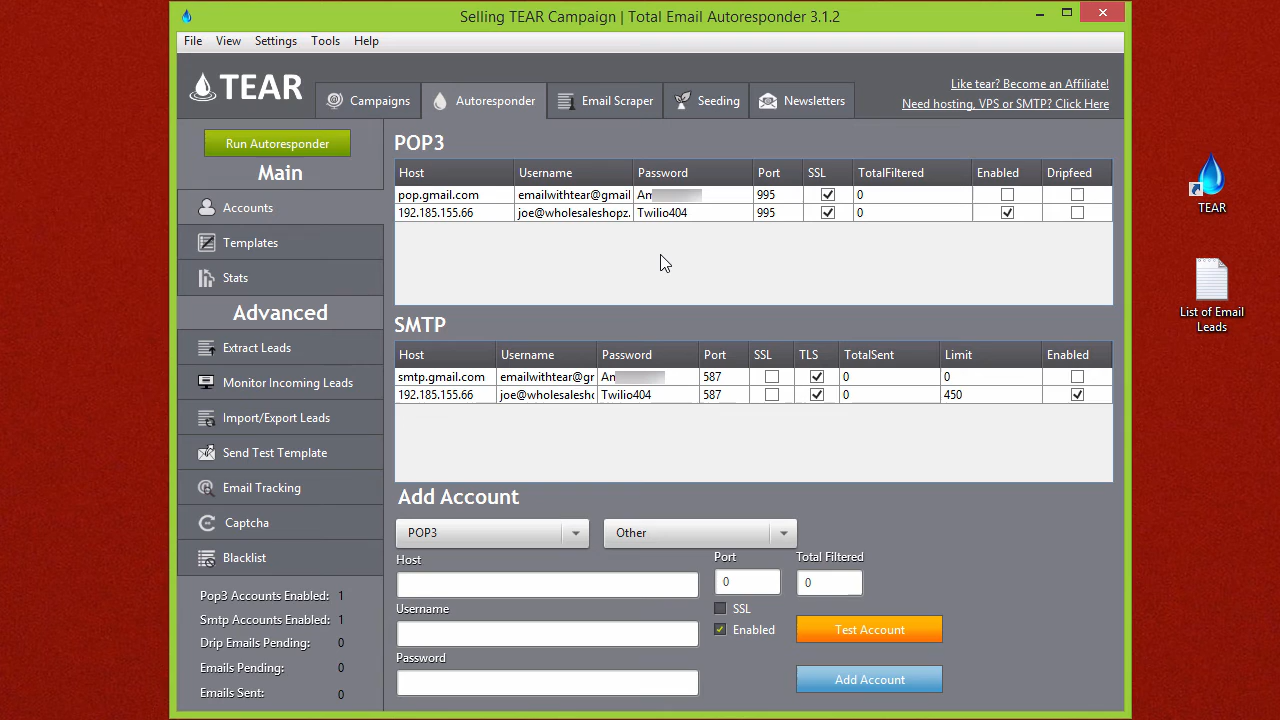 Selling TEAR Campaign | Total Email Autoresponder 3.1.2
File View Settings Tools Help
TEAR
Campaigns Autoresponder Email Scraper Seeding Newsletters
Like tear? Become an Affiliate!
Need hosting, VPS or SMTP? Click Here
Run Autoresponder
Main
Accounts
Templates
Stats
Advanced
Extract Leads
Monitor Incoming Leads
Import/Export Leads
Send Test Template
Email Tracking
Captcha
Blacklist
Pop3 Accounts Enabled: 1
Smtp Accounts Enabled: 1
Drip Emails Pending: 0
Emails Pending: 0
Emails Sent: 0
POP3
Host Username Password Port SSL TotalFiltered Enabled Dripfeed
pop.gmail.com emailwithtear@gmail An 995 0
192.185.155.66 joe@wholesaleshopz. Twilio404 995 0
SMTP
Host Username Password Port SSL TLS TotalSent Limit Enabled
smtp.gmail.com emailwithtear@gr An 587 0 0
192.185.155.66 joe@wholesalesho Twilio404 587 0 450
Add Account
POP3 Other
Host Port Total Filtered
0 0
Username SSL
Enabled Test Account
Password
Add Account
TEAR
List of Email
Leads